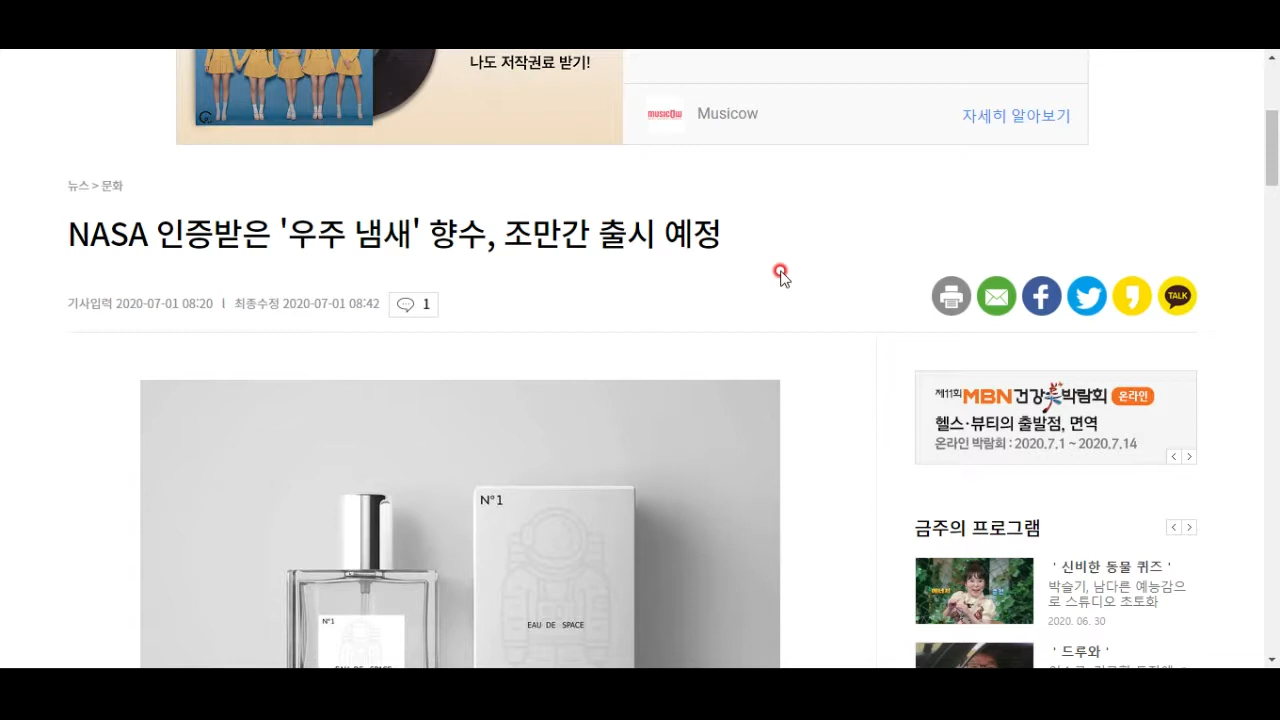 나도 저작권료 받기!
musicow
Musicow
자세히 알아보기
뉴스 > 문화
NASA 인증받은 '우주 냄새' 향수, 조만간 출시 예정
기사입력 2020-07-01 08:20 l 최종수정 2020-07-01 08:42
1
TALK
N°1
EAU DE SPACE
N°1
제11회 MBN건강美박람회 온라인
헬스·뷰티의 출발점, 면역
온라인 박람회 : 2020.7.1 ~ 2020.7.14
금주의 프로그램
' 신비한 동물 퀴즈 '
박슬기, 남다른 예능감으
로 스튜디오 초토화
2020. 06. 30
' 드루와 '